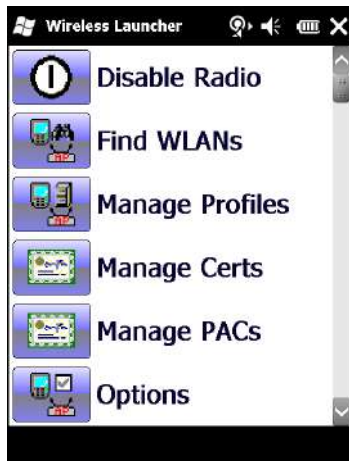 Wireless Launcher
Disable Radio
Find WLANs
Manage Profiles
Manage Certs
Manage PACs
Options